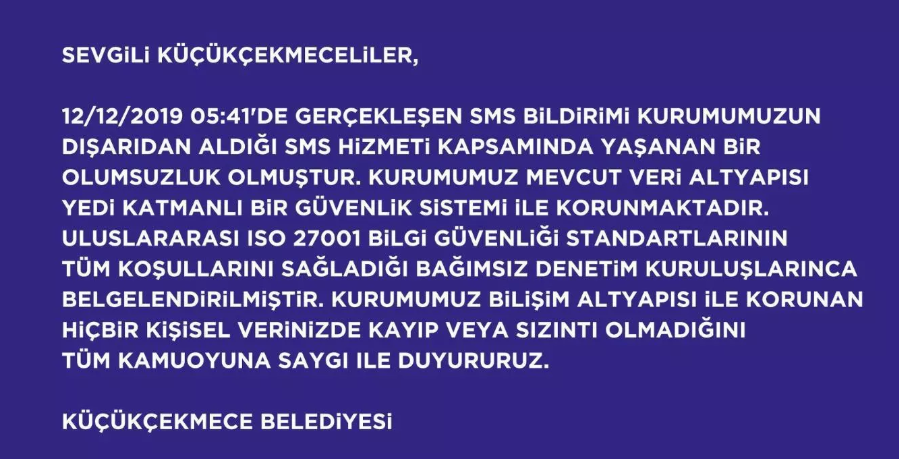 SEVGİLİ KÜÇÜKÇEKMECELİLER,
12/12/2019 05:41'DE GERÇEKLEŞEN SMS BİLDİRİMİ KURUMUMUZUN
DIŞARIDAN ALDIĞI SMS HİZMETİ KAPSAMINDA YAŞANAN BİR
OLUMSUZLUK OLMUŞTUR. KURUMUMUZ MEVCUT VERİ ALTYAPISI
YEDİ KATMANLI BİR GÜVENLİK SİSTEMİ İLE KORUNMAKTADIR.
ULUSLARARASI ISO 27001 BİLGİ GÜVENLİĞİ STANDARTLARININ
TÜM KOŞULLARINI SAĞLADIĞI BAĞIMSIZ DENETİM KURULUŞLARINCA
BELGELENDİRİLMİŞTİR. KURUMUMUZ BİLİŞİM ALTYAPISI İLE KORUNAN
HİÇBİR KİŞİSEL VERİNİZDE KAYIP VEYA SIZINTI OLMADIĞINI
TÜM KAMUOYUNA SAYGI ILE DUYURURUZ.
KÜÇÜKÇEKMECE BELEDİYESİ